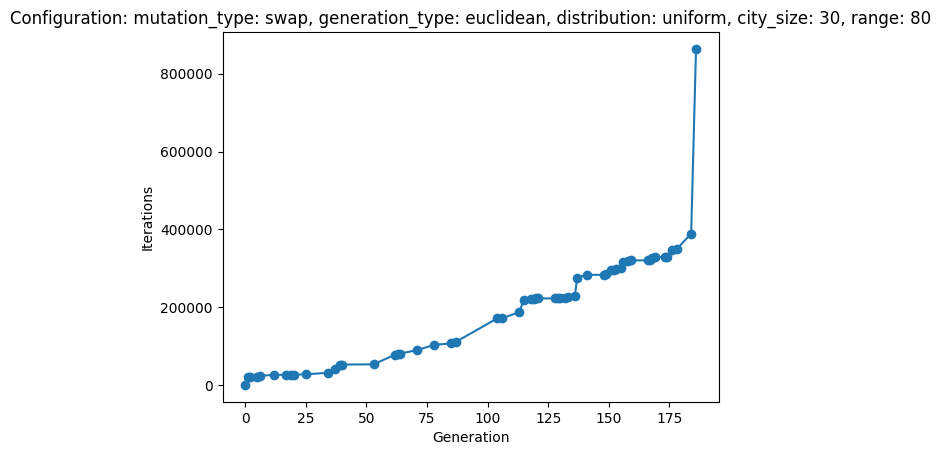 Configuration: mutation_type: swap, generation_type: euclidean, distribution: uniform, city_size: 30, range: 80
800000
600000
400000
200000
0
Iterations
0 25 50 75 100 125 150 175
Generation